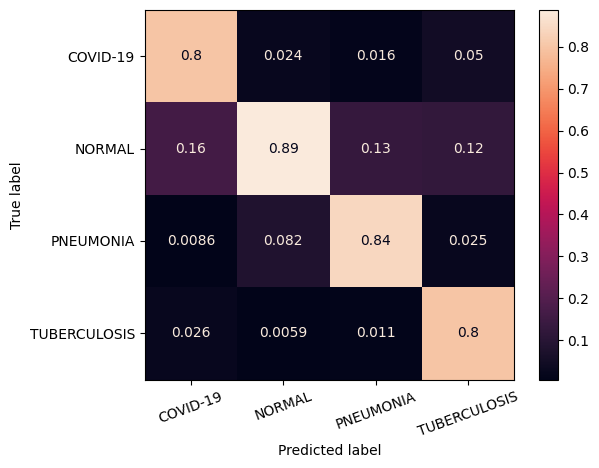 COVID-19 0.8 0.024 0.016 0.05
NORMAL 0.16 0.89 0.13 0.12
PNEUMONIA 0.0086 0.082 0.84 0.025
TUBERCULOSIS 0.026 0.0059 0.011 0.8
COVID-19 NORMAL PNEUMONIA TUBERCULOSIS
Predicted label
True label
0.8
0.7
0.6
0.5
0.4
0.3
0.2
0.1